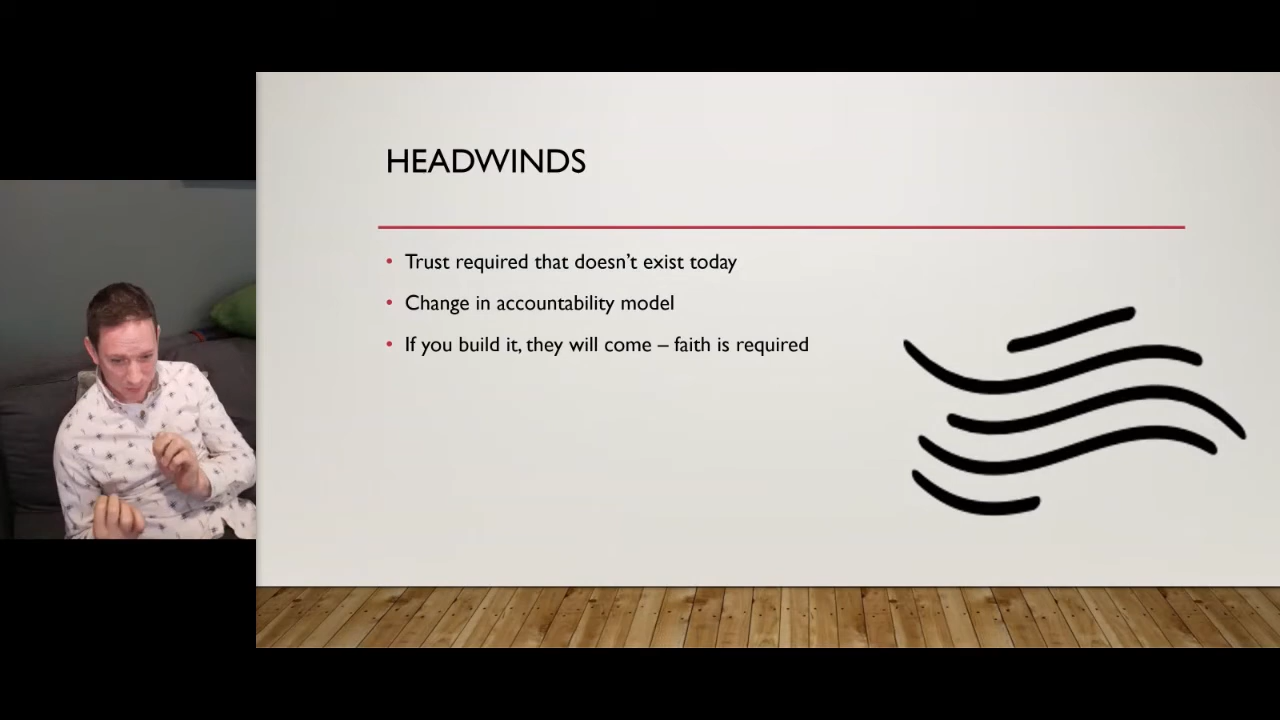 HEADWINDS
• Trust required that doesn’t exist today
• Change in accountability model
• If you build it, they will come – faith is required